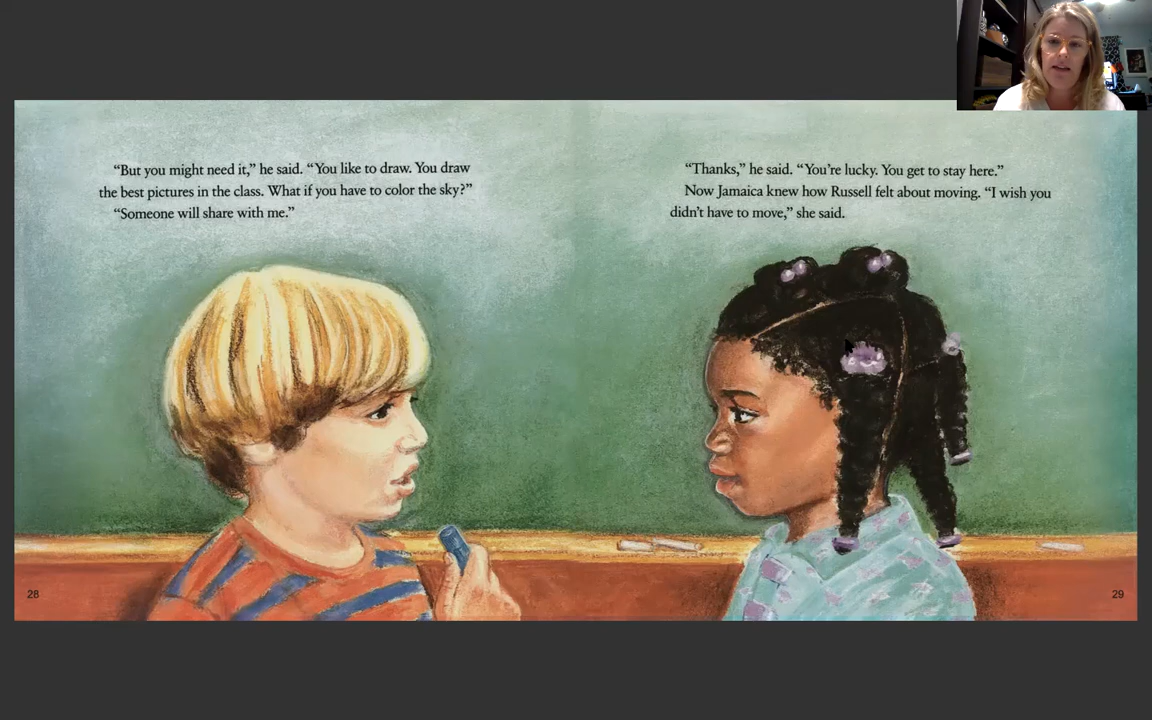 “But you might need it,” he said. “You like to draw. You draw
the best pictures in the class. What if you have to color the sky?”
“Someone will share with me.”
28
“Thanks,” he said. “You’re lucky. You get to stay here.”
Now Jamaica knew how Russell felt about moving. “I wish you
didn’t have to move,” she said.
29